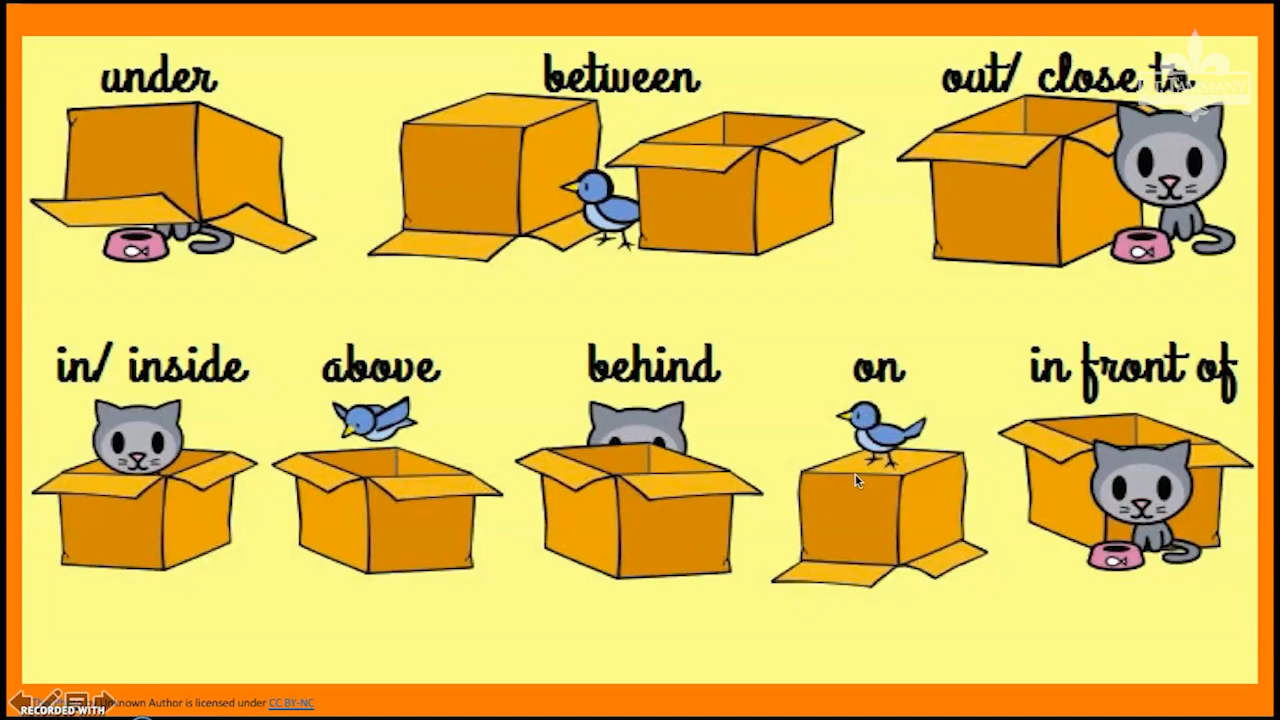 under between out/ close to
in/ inside above behind on in front of
Unknown Author is licensed under CC BY-NC
RECORDED WITH